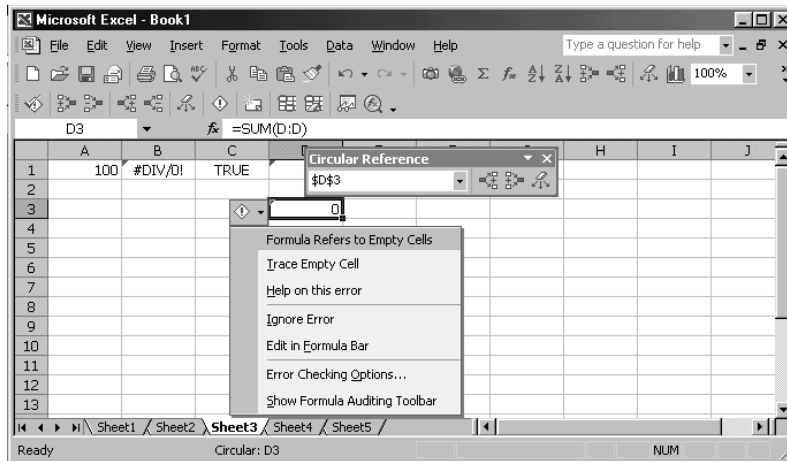 Microsoft Excel - Book1
File Edit View Insert Format Tools Data Window Help Type a question for help
100%
D3 fx =SUM(D:D)
A B C H I J
Circular Reference
1 100 #DIV/0! TRUE
$D$3
2
3 0
4
Formula Refers to Empty Cells
5
6 Trace Empty Cell
7 Help on this error
8
9 Ignore Error
10 Edit in Formula Bar
11
Error Checking Options...
12
13 Show Formula Auditing Toolbar
Sheet1 Sheet2 Sheet3 Sheet4 Sheet5
Ready Circular: D3 NUM